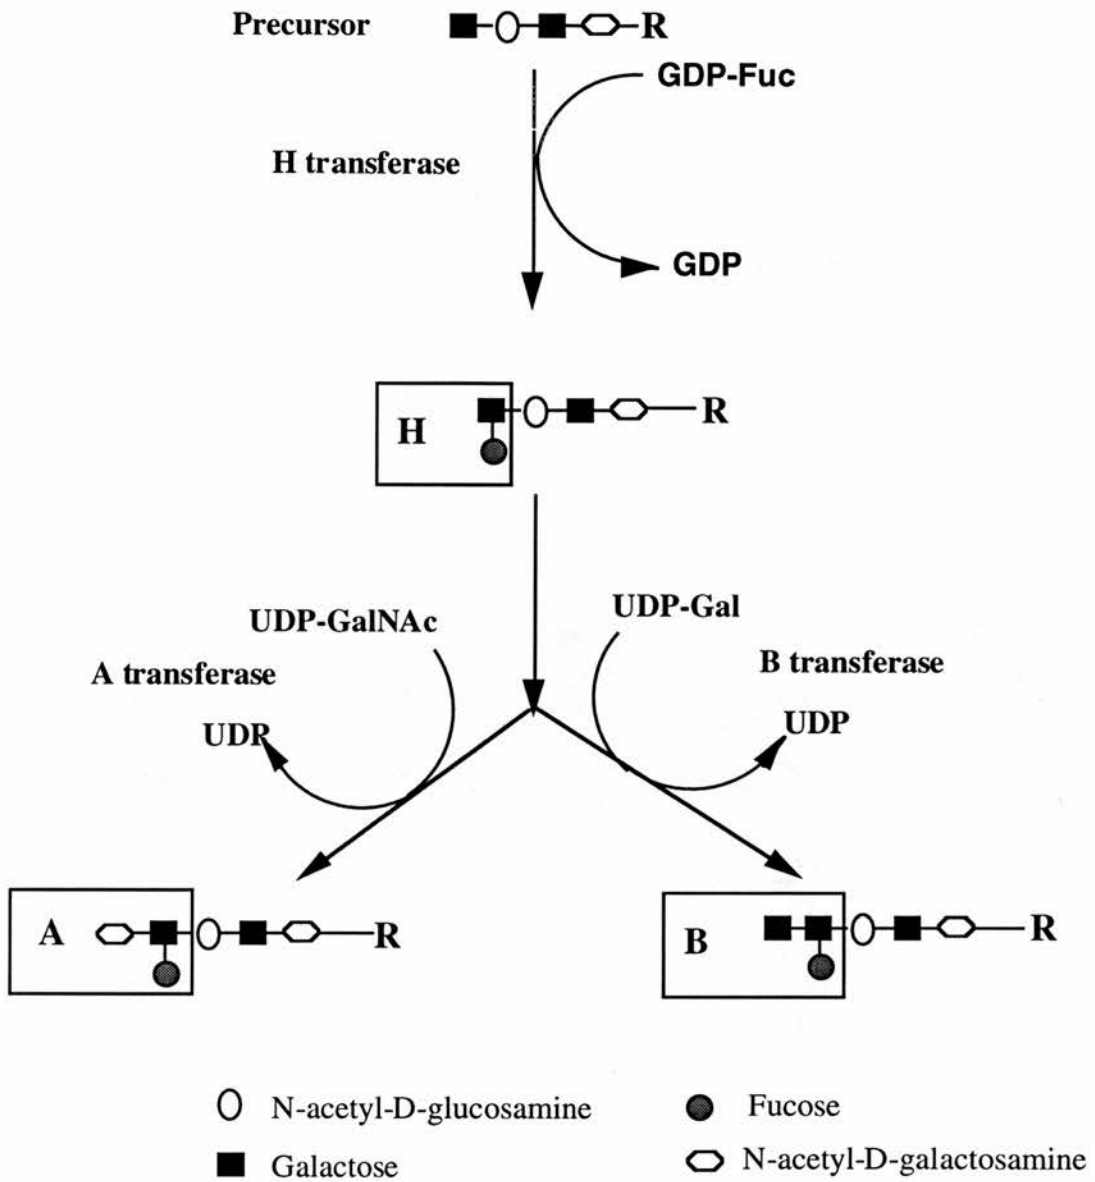 Precursor
R
GDP-Fuc
H transferase
GDP
H
R
UDP-GalNAc
UDP-Gal
A transferase
B transferase
UDP
UDP
A
R
B
R
N-acetyl-D-glucosamine
Fucose
Galactose
N-acetyl-D-galactosamine